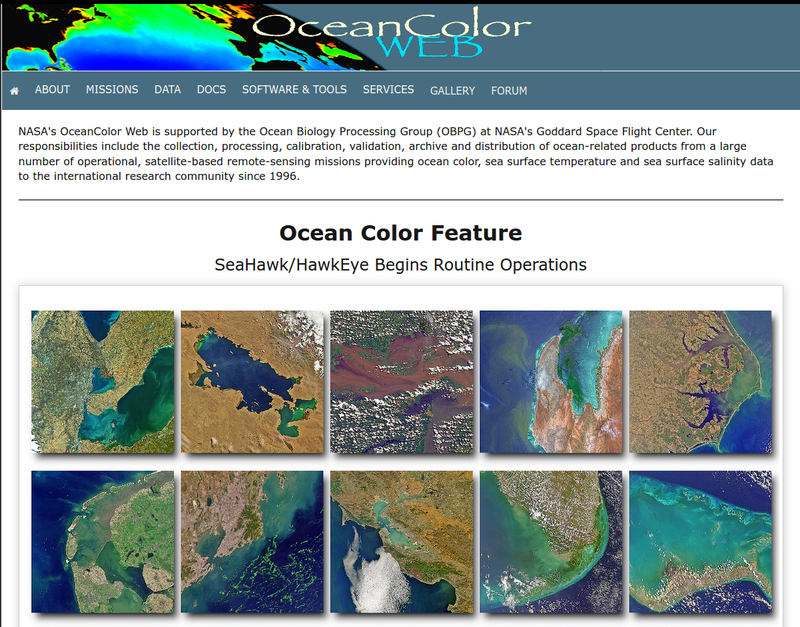 OceanColor
WEB
ABOUT MISSIONS DATA DOCS SOFTWARE & TOOLS SERVICES GALLERY FORUM
NASA's OceanColor Web is supported by the Ocean Biology Processing Group (OBPG) at NASA's Goddard Space Flight Center. Our
responsibilities include the collection, processing, calibration, validation, archive and distribution of ocean-related products from a large
number of operational, satellite-based remote-sensing missions providing ocean color, sea surface temperature and sea surface salinity data
to the international research community since 1996.
Ocean Color Feature
SeaHawk/HawkEye Begins Routine Operations